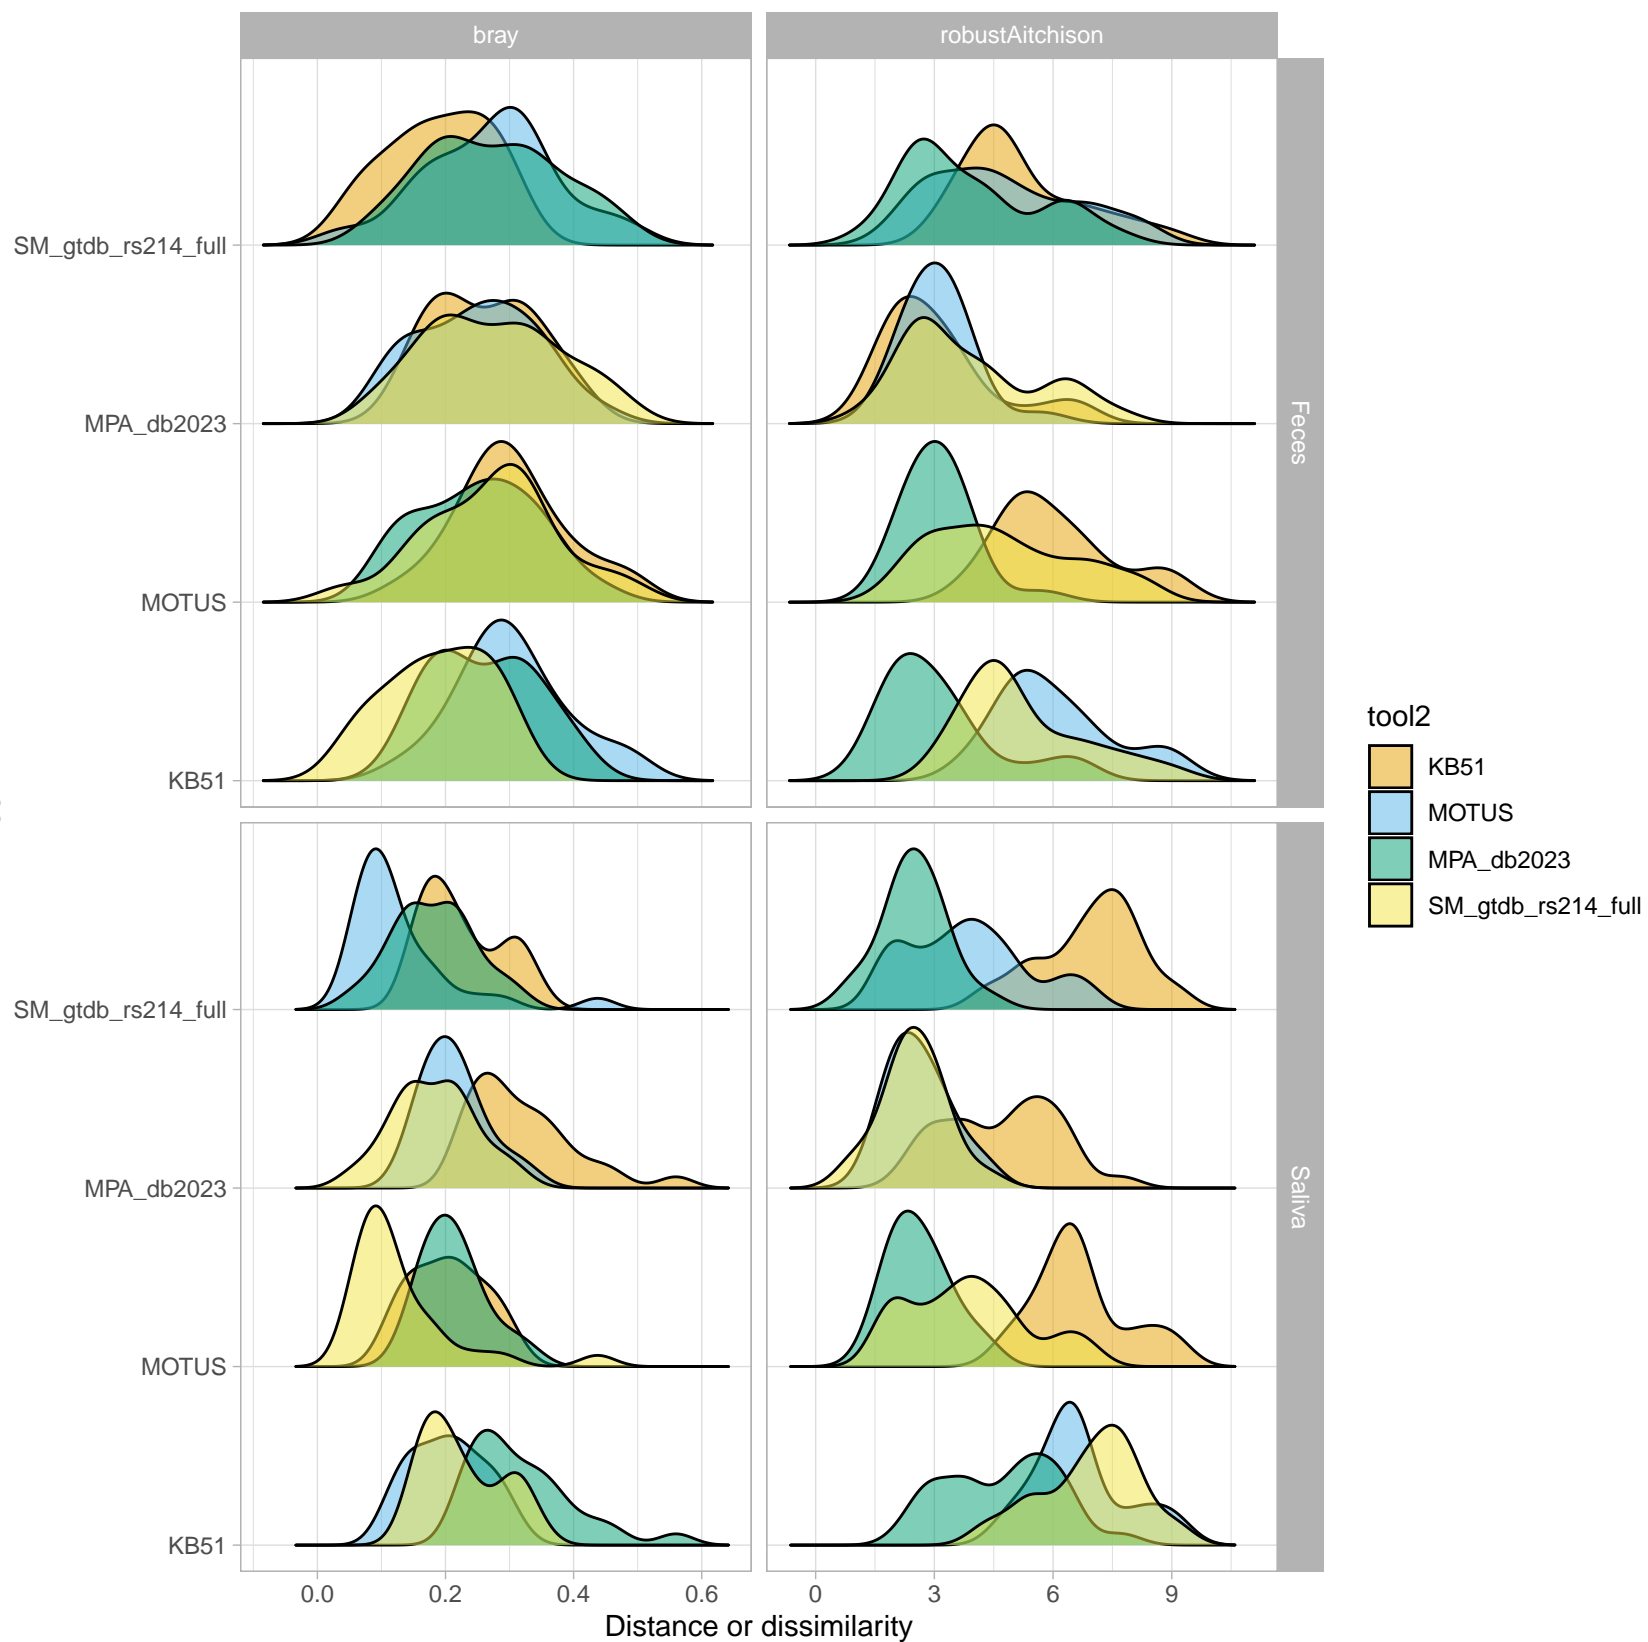 bray
robustAitchison
SM_gtdb_rs214_full
MPA_db2023
MOTUS
KB51
Feces
SM_gtdb_rs214_full
MPA_db2023
MOTUS
KB51
Saliva
0.0 0.2 0.4 0.6
0 3 6 9
Distance or dissimilarity
tool2
KB51
MOTUS
MPA_db2023
SM_gtdb_rs214_full